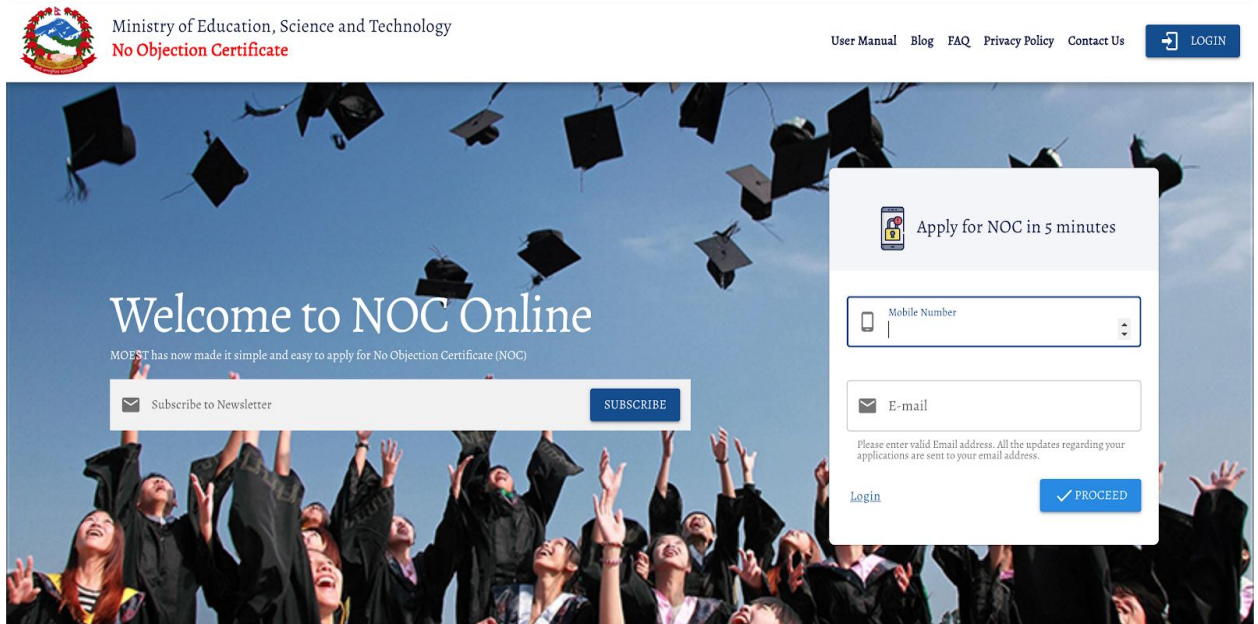 Ministry of Education, Science and Technology
No Objection Certificate
User Manual Blog FAQ Privacy Policy Contact Us LOGIN
Apply for NOC in 5 minutes
Welcome to NOC Online
MOEST has now made it simple and easy to apply for No Objection Certificate (NOC)
Subscribe to Newsletter SUBSCRIBE
Mobile Number
E-mail
Please enter valid Email address. All the updates regarding your
applications are sent to your email address.
Login PROCEED